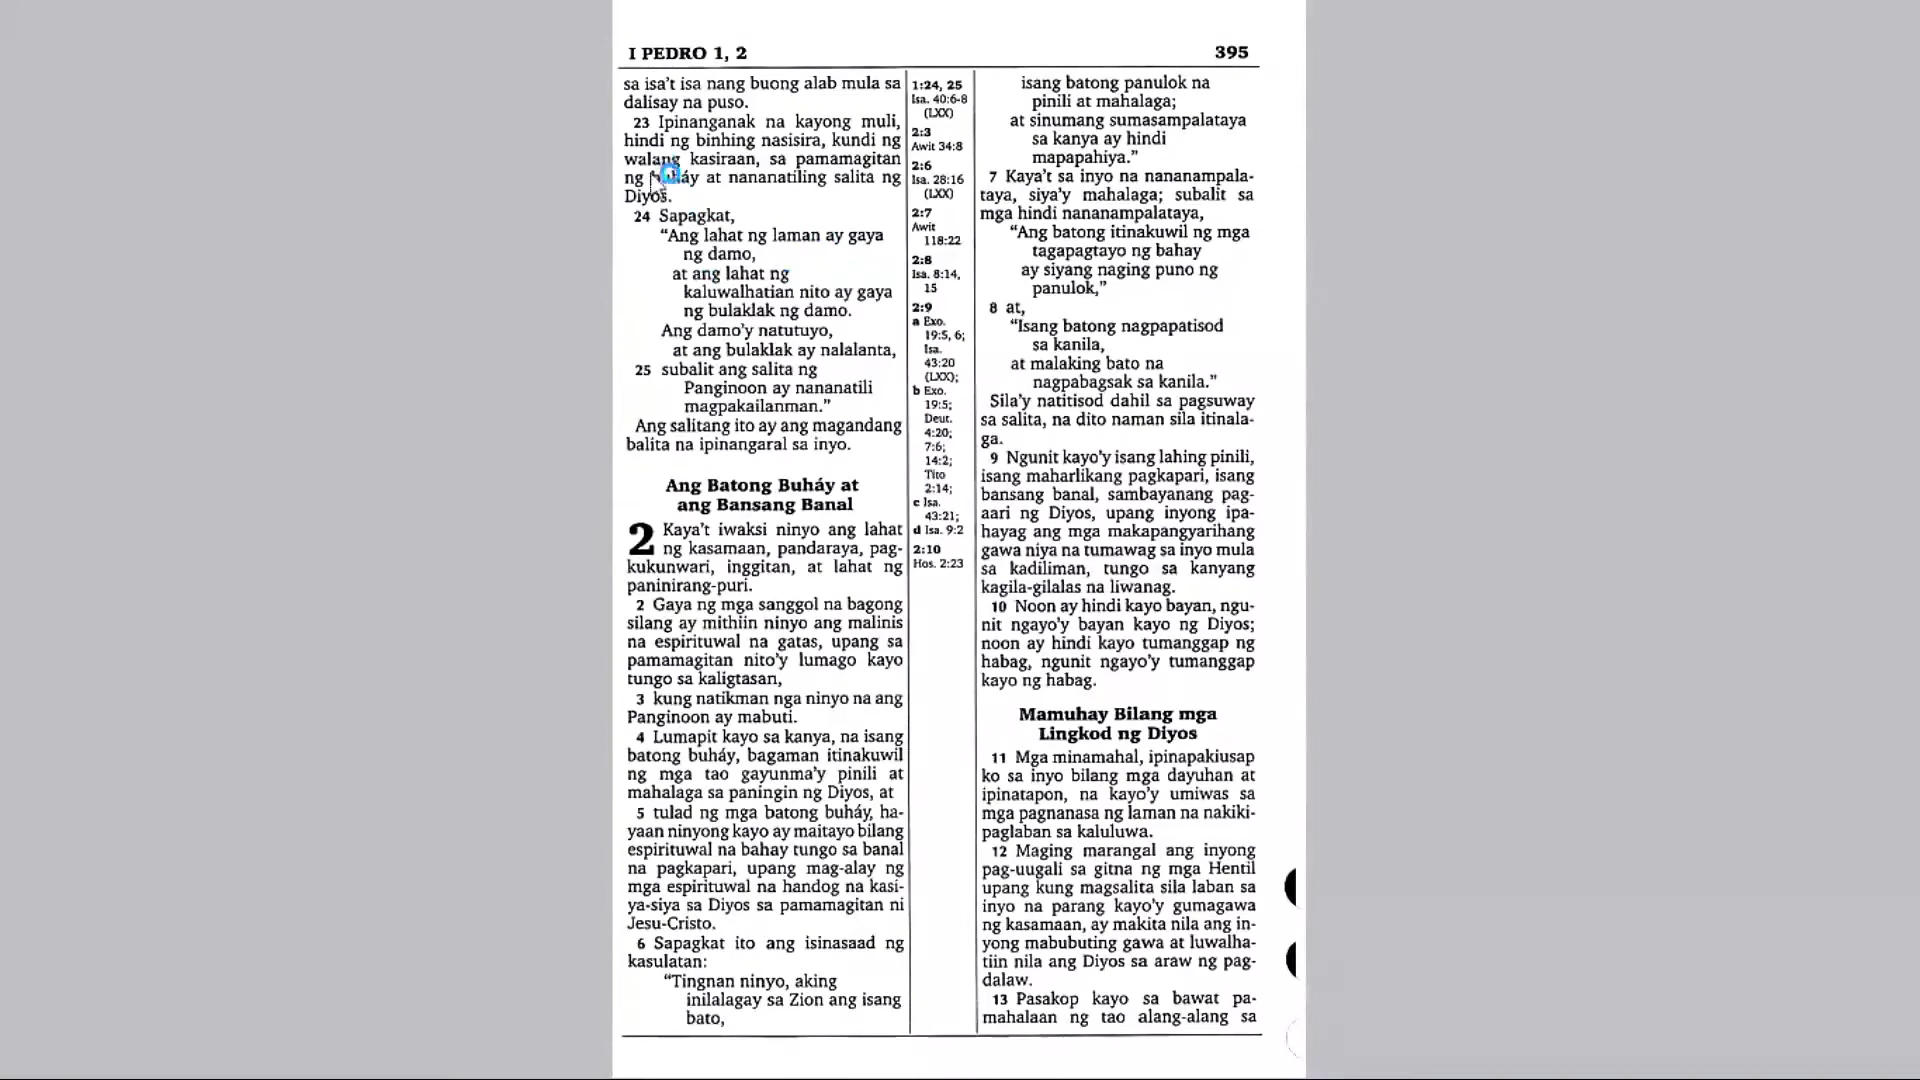 I PEDRO 1, 2
395
sa isa’t isa nang buong alab mula sa
dalisay na puso.
23 Ipinanganak na kayong muli,
hindi ng binhing nasisira, kundi ng
walang kasiraan, sa pamamagitan
ng buháy at nananatiling salita ng
Diyos.
24 Sapagkat,
“Ang lahat ng laman ay gaya
ng damo,
at ang lahat ng
kaluwalhatian nito ay gaya
ng bulaklak ng damo.
Ang damo’y natutuyo,
at ang bulaklak ay nalalanta,
25 subalit ang salita ng
Panginoon ay nananatili
magpakailanman.”
Ang salitang ito ay ang magandang
balita na ipinangaral sa inyo.
Ang Batong Buháy at
ang Bansang Banal
2 Kaya’t iwaksi ninyo ang lahat
ng kasamaan, pandaraya, pag-
kukunwari, inggitan, at lahat ng
paninirang-puri.
2 Gaya ng mga sanggol na bagong
silang ay mithiin ninyo ang malinis
na espirituwal na gatas, upang sa
pamamagitan nito’y lumago kayo
tungo sa kaligtasan,
3 kung natikman nga ninyo na ang
Panginoon ay mabuti.
4 Lumapit kayo sa kanya, na isang
batong buháy, bagaman itinakuwil
ng mga tao gayunma’y pinili at
mahalaga sa paningin ng Diyos, at
5 tulad ng mga batong buháy, ha-
yaan ninyong kayo ay maitayo bilang
espirituwal na bahay tungo sa banal
na pagkapari, upang mag-alay ng
mga espirituwal na handog na kasi-
ya-siya sa Diyos sa pamamagitan ni
Jesu-Cristo.
6 Sapagkat ito ang isinasaad ng
kasulatan:
“Tingnan ninyo, aking
inilalagay sa Zion ang isang
bato,
1:24, 25
Isa. 40:6-8
(LXX)
2:3
Awit 34:8
2:6
Isa. 28:16
(LXX)
2:7
Awit
118:22
2:8
Isa. 8:14,
15
2:9
a Exo.
19:5, 6;
Isa.
43:20
(LXX);
b Exo.
19:5;
Deut.
4:20;
7:6;
14:2;
Tito
2:14;
c Isa.
43:21;
d Isa. 9:2
2:10
Hos. 2:23
isang batong panulok na
pinili at mahalaga;
at sinumang sumasampalataya
sa kanya ay hindi
mapapahiya.”
7 Kaya’t sa inyo na nananampala-
taya, siya’y mahalaga; subalit sa
mga hindi nananampalataya,
“Ang batong itinakuwil ng mga
tagapagtayo ng bahay
ay siyang naging puno ng
panulok,”
8 at,
“Isang batong nagpapatisod
sa kanila,
at malaking bato na
nagpabagsak sa kanila.”
Sila’y natitisod dahil sa pagsuway
sa salita, na dito naman sila itinala-
ga.
9 Ngunit kayo’y isang lahing pinili,
isang maharlikang pagkapari, isang
bansang banal, sambayanang pag-
aari ng Diyos, upang inyong ipa-
hayag ang mga makapangyarihang
gawa niya na tumawag sa inyo mula
sa kadiliman, tungo sa kanyang
kagila-gilalas na liwanag.
10 Noon ay hindi kayo bayan, ngu-
nit ngayo’y bayan kayo ng Diyos;
noon ay hindi kayo tumanggap ng
habag, ngunit ngayo’y tumanggap
kayo ng habag.
Mamuhay Bilang mga
Lingkod ng Diyos
11 Mga minamahal, ipinapakiusap
ko sa inyo bilang mga dayuhan at
ipinatapon, na kayo’y umiwas sa
mga pagnanasa ng laman na nakiki-
paglaban sa kaluluwa.
12 Maging marangal ang inyong
pag-uugali sa gitna ng mga Hentil
upang kung magsalita sila laban sa
inyo na parang kayo’y gumagawa
ng kasamaan, ay makita nila ang in-
yong mabubuting gawa at luwalha-
tiin nila ang Diyos sa araw ng pag-
dalaw.
13 Pasakop kayo sa bawat pa-
mahalaan ng tao alang-alang sa